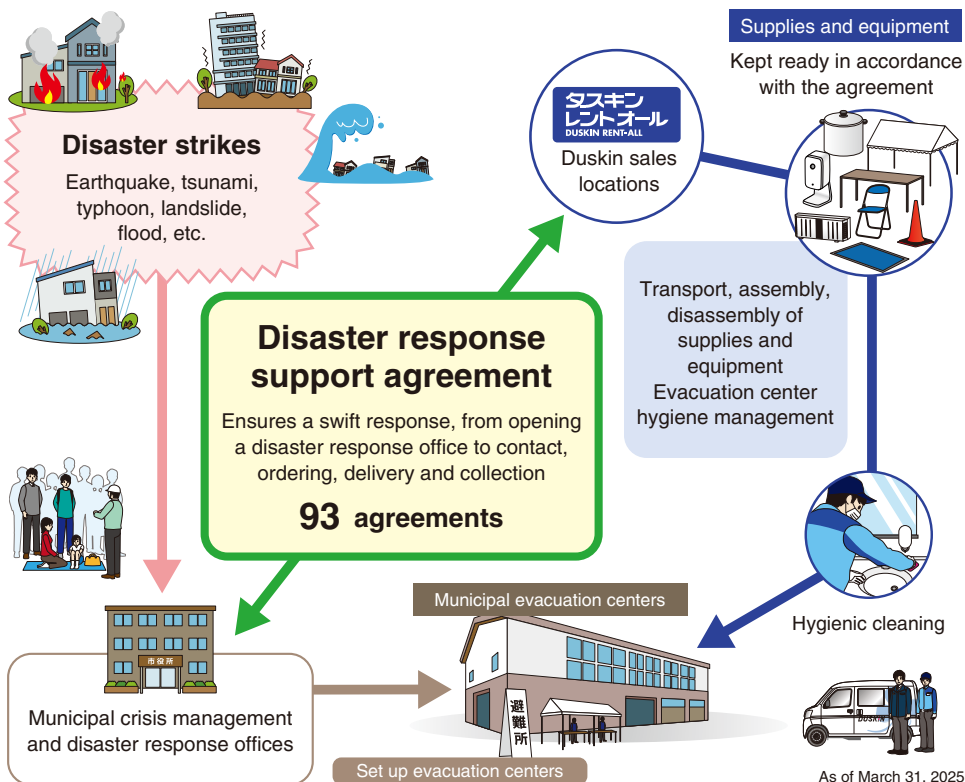 Disaster strikes
Earthquake, tsunami,
typhoon, landslide,
flood, etc.
ダスキン
レントオール
DUSKIN RENT-ALL
Duskin sales
locations
Supplies and equipment
Kept ready in accordance
with the agreement
Transport, assembly,
disassembly of
supplies and
equipment
Evacuation center
hygiene management
Disaster response
support agreement
Ensures a swift response, from opening
a disaster response office to contact,
ordering, delivery and collection
93 agreements
Hygienic cleaning
市役所
Municipal crisis management
and disaster response offices
Municipal evacuation centers
避難所
Set up evacuation centers
DUSKIN
As of March 31, 2025